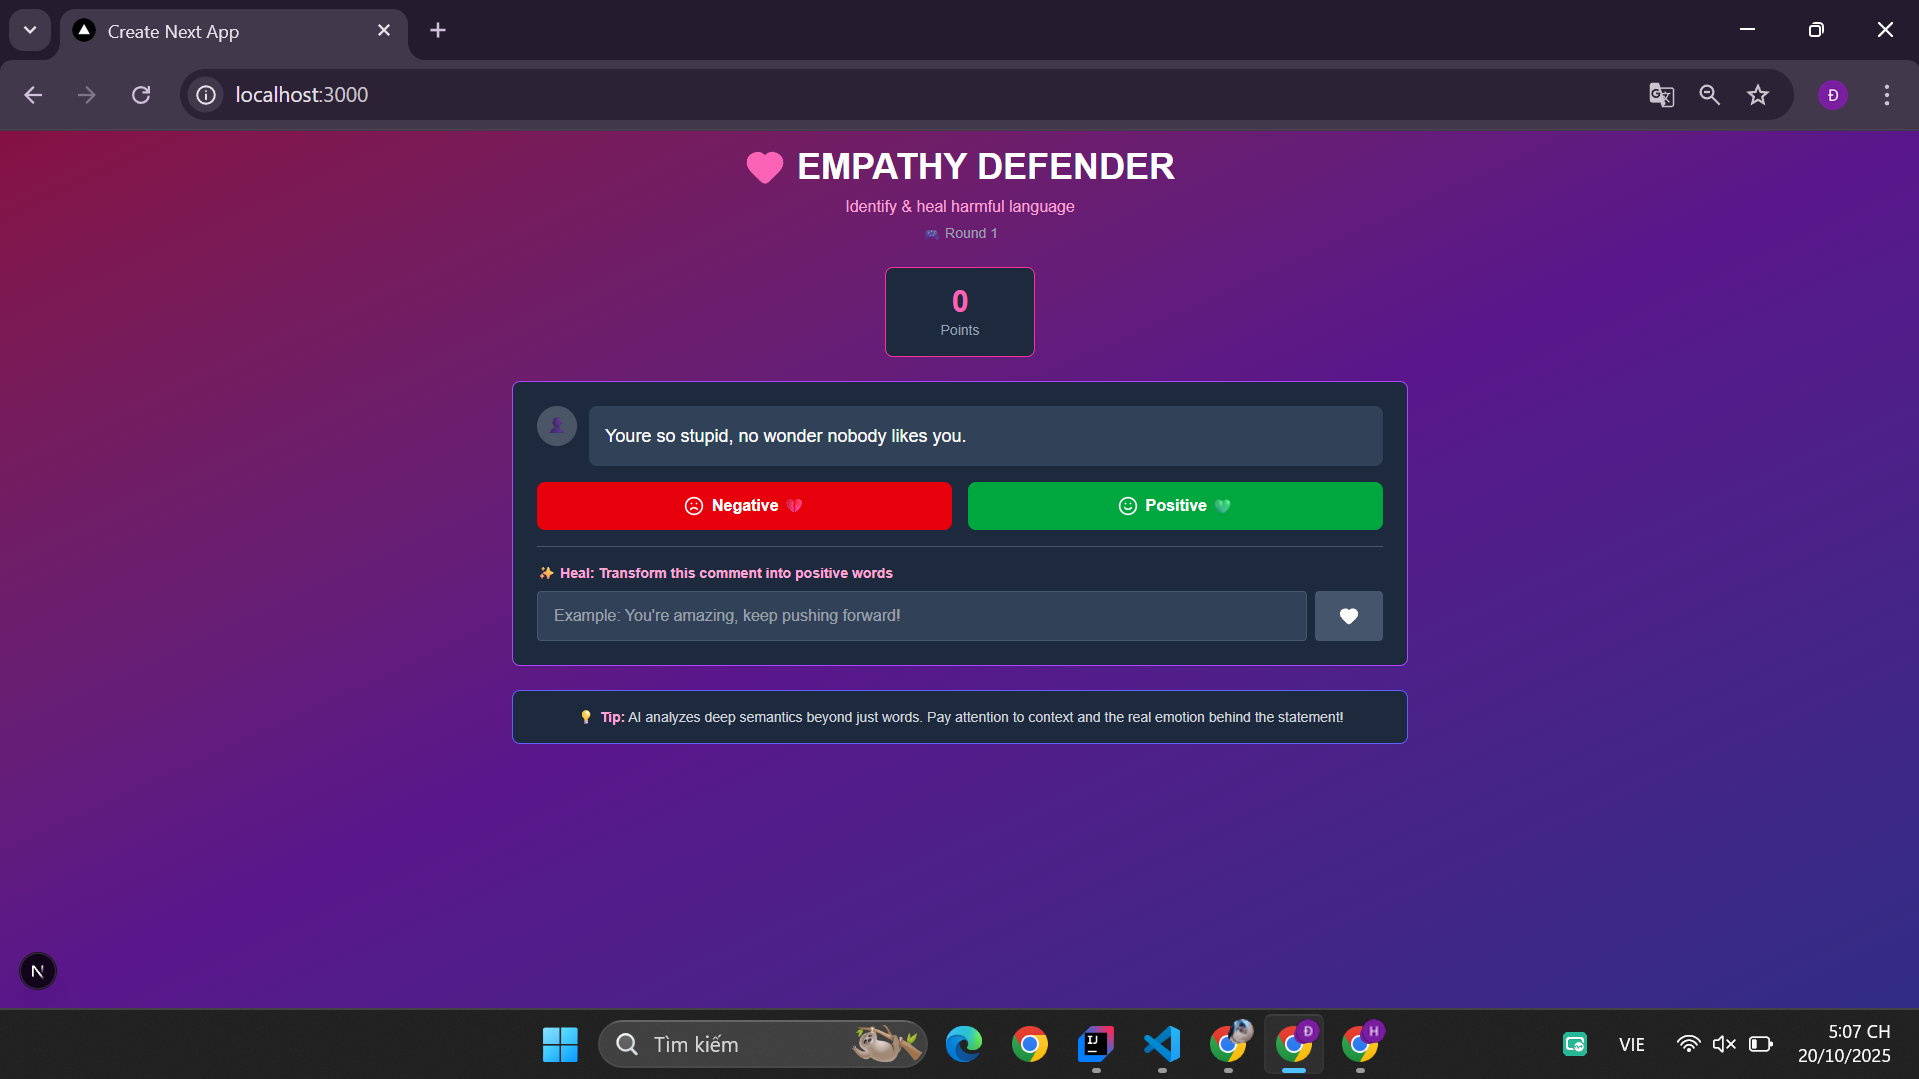 Create Next App
localhost:3000
Đ
EMPATHY DEFENDER
Identify & heal harmful language
Round 1
0
Points
Youre so stupid, no wonder nobody likes you.
Negative
Positive
Heal: Transform this comment into positive words
Example: You're amazing, keep pushing forward!
Tip: AI analyzes deep semantics beyond just words. Pay attention to context and the real emotion behind the statement!
N
Tìm kiếm
IJ
Đ
H
VIE
5:07 CH
20/10/2025